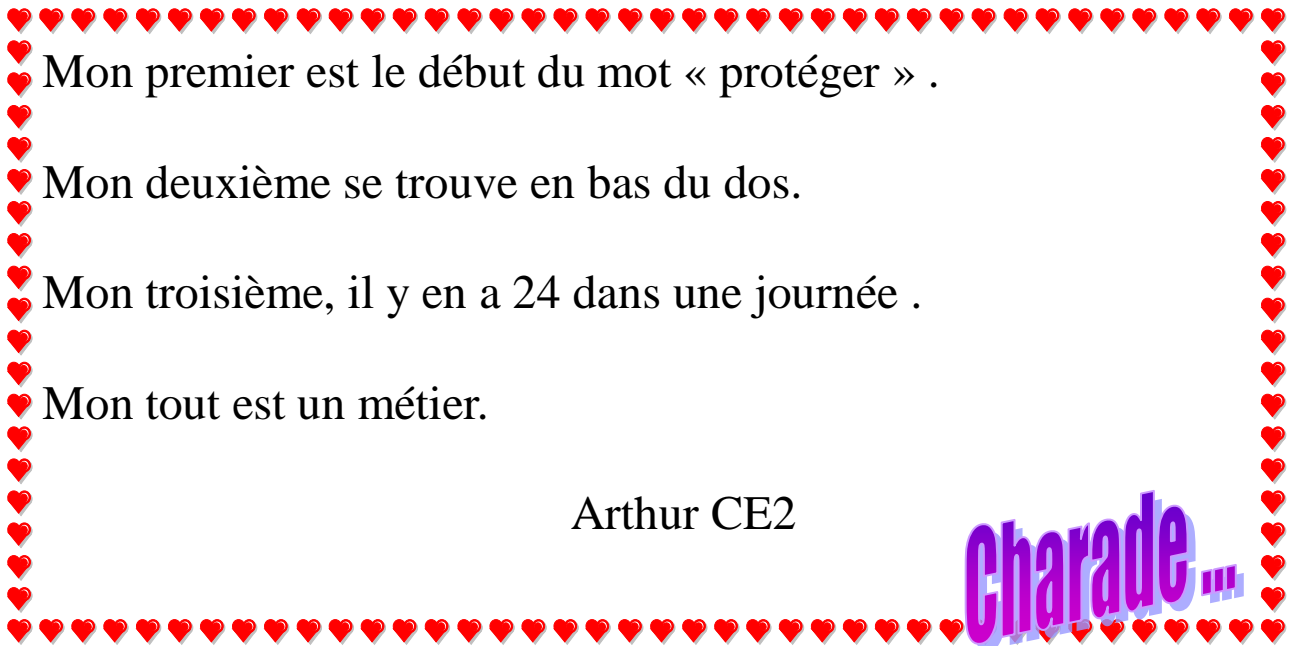 Mon premier est le début du mot « protéger » .
Mon deuxième se trouve en bas du dos.
Mon troisième, il y en a 24 dans une journée .
Mon tout est un métier.
Arthur CE2
Charade...